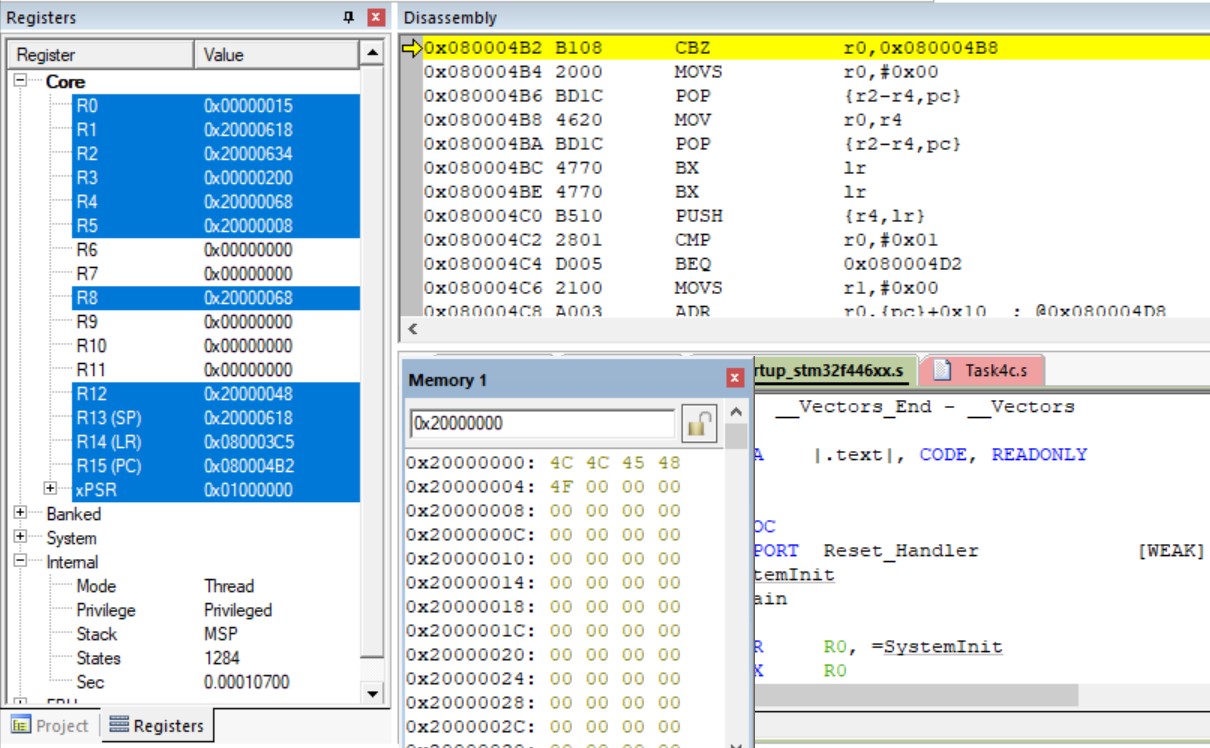 Registers
Register Value
Core
R0 0x00000015
R1 0x20000618
R2 0x20000634
R3 0x00000200
R4 0x20000068
R5 0x20000008
R6 0x00000000
R7 0x00000000
R8 0x20000068
R9 0x00000000
R10 0x00000000
R11 0x00000000
R12 0x20000048
R13 (SP) 0x20000618
R14 (LR) 0x080003C5
R15 (PC) 0x080004B2
xPSR 0x01000000
Banked
System
Internal
Mode Thread
Privilege Privileged
Stack MSP
States 1284
Sec 0.00010700
Project Registers
Disassembly
0x080004B2 B108 CBZ r0,0x080004B8
0x080004B4 2000 MOVS r0,#0x00
0x080004B6 BD1C POP {r2-r4,pc}
0x080004B8 4620 MOV r0,r4
0x080004BA BD1C POP {r2-r4,pc}
0x080004BC 4770 BX lr
0x080004BE 4770 BX lr
0x080004C0 B510 PUSH {r4,lr}
0x080004C2 2801 CMP r0,#0x01
0x080004C4 D005 BEQ 0x080004D2
0x080004C6 2100 MOVS r1,#0x00
0x080004C8 A003 ADR r0,{pc}+0x10 ; @0x080004D8
Memory 1
0x20000000
0x20000000: 4C 4C 45 48
0x20000004: 4F 00 00 00
0x20000008: 00 00 00 00
0x2000000C: 00 00 00 00
0x20000010: 00 00 00 00
0x20000014: 00 00 00 00
0x20000018: 00 00 00 00
0x2000001C: 00 00 00 00
0x20000020: 00 00 00 00
0x20000024: 00 00 00 00
0x20000028: 00 00 00 00
0x2000002C: 00 00 00 00
rtup_stm32f446xx.s Task4c.s
__Vectors_End - __Vectors
A |.text|, CODE, READONLY
OC
PORT Reset_Handler [WEAK]
temInit
ain
R R0, =SystemInit
X R0